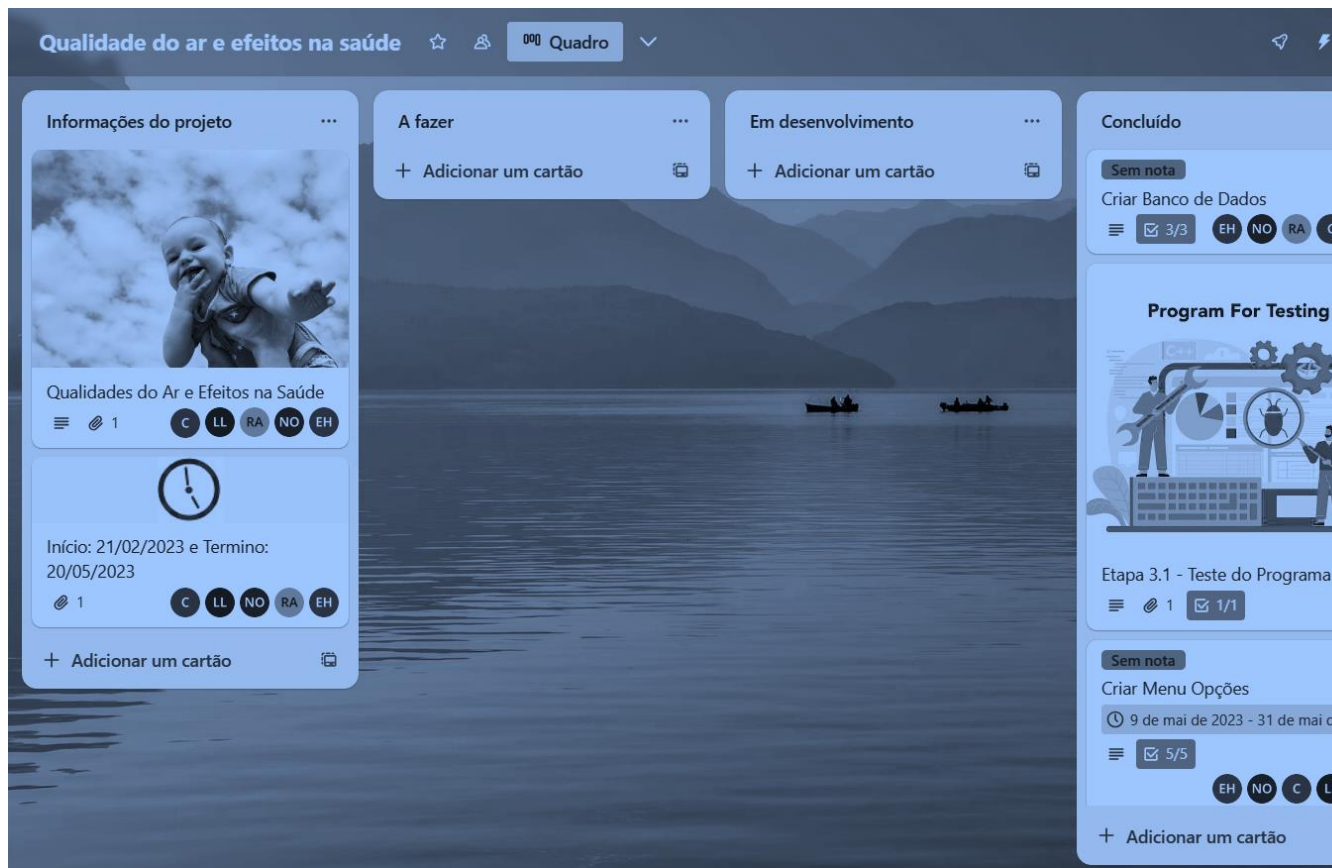 Qualidade do ar e efeitos na saúde
Quadro
Informações do projeto
Qualidades do Ar e Efeitos na Saúde
1
C LL RA NO EH
Início: 21/02/2023 e Termino:
20/05/2023
1
C LL NO RA EH
+ Adicionar um cartão
A fazer
+ Adicionar um cartão
Em desenvolvimento
+ Adicionar um cartão
Concluído
Sem nota
Criar Banco de Dados
3/3 EH NO RA
Program For Testing
C++
Etapa 3.1 - Teste do Programa
1 1/1
Sem nota
Criar Menu Opções
9 de mai de 2023 - 31 de mai
5/5
EH NO C
+ Adicionar um cartão